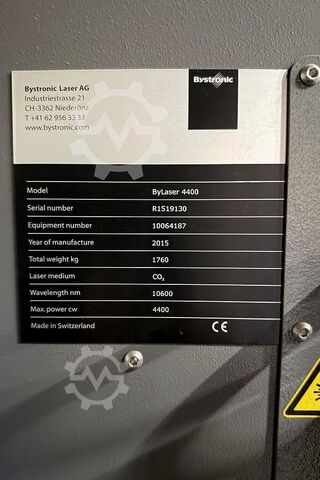 Bystronic Laser AG
Industriestrasse 21
CH-3362 Niederönz
T +41 62 956 33 33
www.bystronic.com
Bystronic
Model ByLaser 4400
Serial number R1519130
Equipment number 10064187
Year of manufacture 2015
Total weight kg 1760
Laser medium CO₂
Wavelength nm 10600
Max. power cw 4400
Made in Switzerland CE